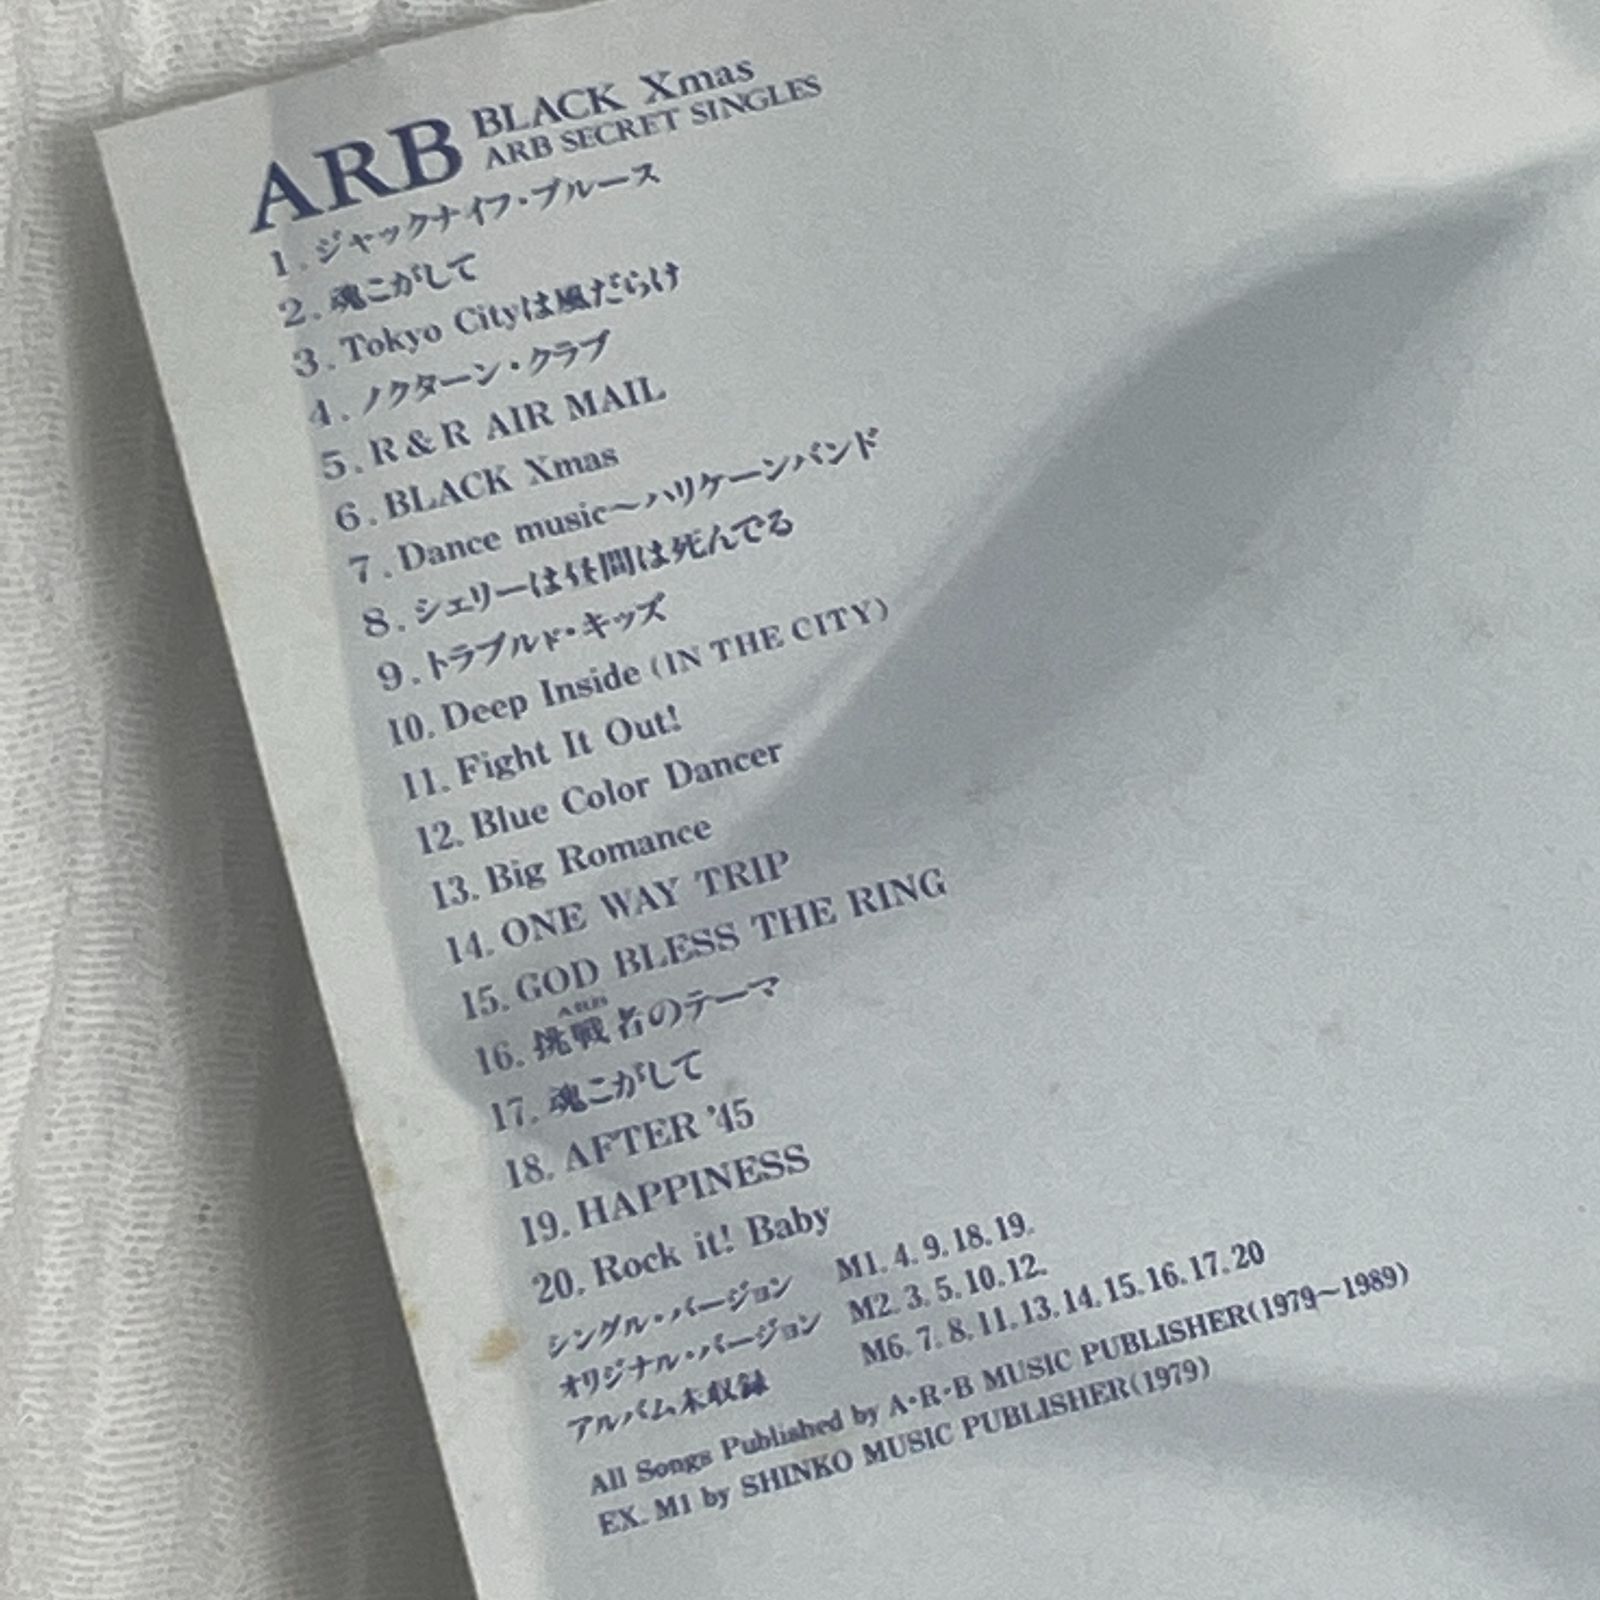 ARB BLACK Xmas
ARB SECRET SINGLES
1. ジャックナイフ・ブルース
2. 魂こがして
3. Tokyo Cityは風だらけ
4. ノクターン・クラブ
5. R&R AIR MAIL
6. BLACK Xmas
7. Dance music〜ハリケーンバンド
8. シェリーは昼間は死んでる
9. トラブルド・キッズ
10. Deep Inside (IN THE CITY)
11. Fight It Out!
12. Blue Color Dancer
13. Big Romance
14. ONE WAY TRIP
15. GOD BLESS THE RING
16. 挑戦者のテーマ
17. 魂こがして
18. AFTER '45
19. HAPPINESS
20. Rock it! Baby
シングル・バージョン M1. 4. 9. 18. 19.
オリジナル・バージョン M2. 3. 5. 10. 12.
アルバム未収録 M6. 7. 8. 11. 13. 14. 15. 16. 17. 20
All Songs Published by A・R・B MUSIC PUBLISHER(1979〜1989)
EX. M1 by SHINKO MUSIC PUBLISHER(1979)